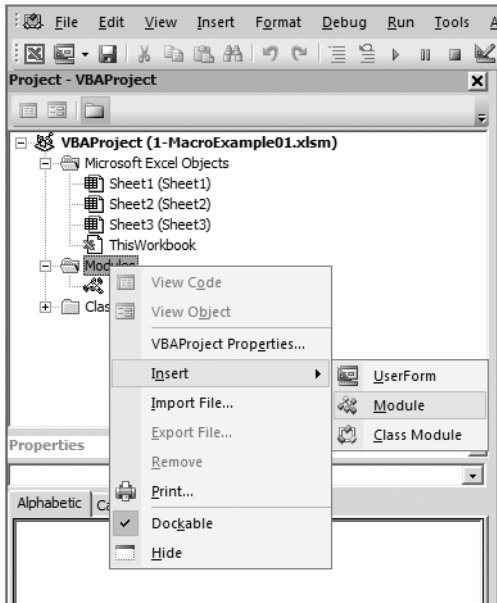 File Edit View Insert Format Debug Run Tools
Project - VBAProject
VBAProject (1-MacroExample01.xlsm)
Microsoft Excel Objects
Sheet1 (Sheet1)
Sheet2 (Sheet2)
Sheet3 (Sheet3)
ThisWorkbook
Modules
Clas
View Code
View Object
VBAProject Properties...
Insert
Import File...
Export File...
Remove
Print...
Dockable
Hide
UserForm
Module
Class Module
Properties
Alphabetic Ca